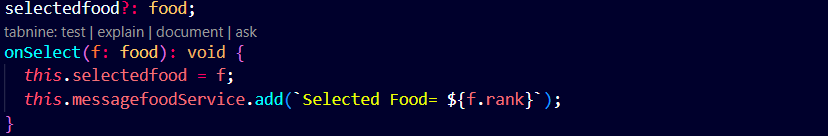 selectedfood?: food;
tabnine: test | explain | document | ask
onSelect(f: food): void {
this.selectedfood = f;
this.messagefoodService.add(`Selected Food= ${f.rank}`);
}